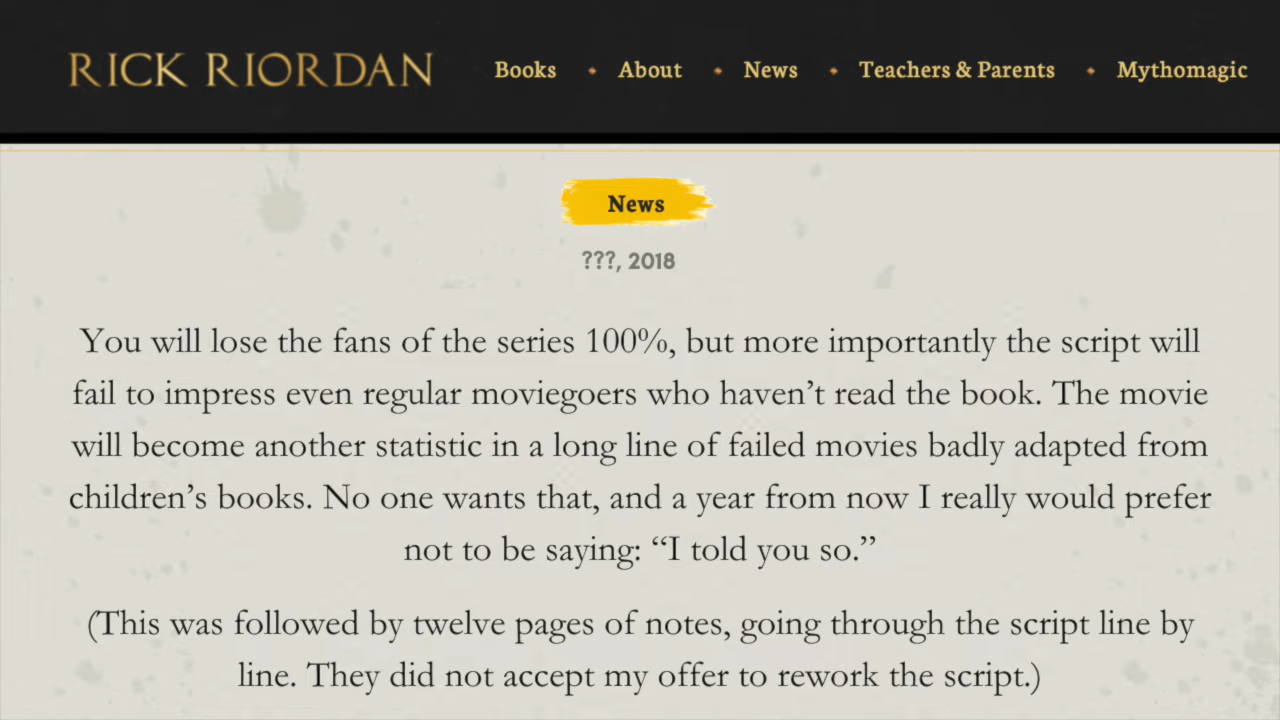 RICK RIORDAN Books About News Teachers & Parents Mythomagic
News
???, 2018
You will lose the fans of the series 100%, but more importantly the script will
fail to impress even regular moviegoers who haven’t read the book. The movie
will become another statistic in a long line of failed movies badly adapted from
children’s books. No one wants that, and a year from now I really would prefer
not to be saying: “I told you so.”
(This was followed by twelve pages of notes, going through the script line by
line. They did not accept my offer to rework the script.)